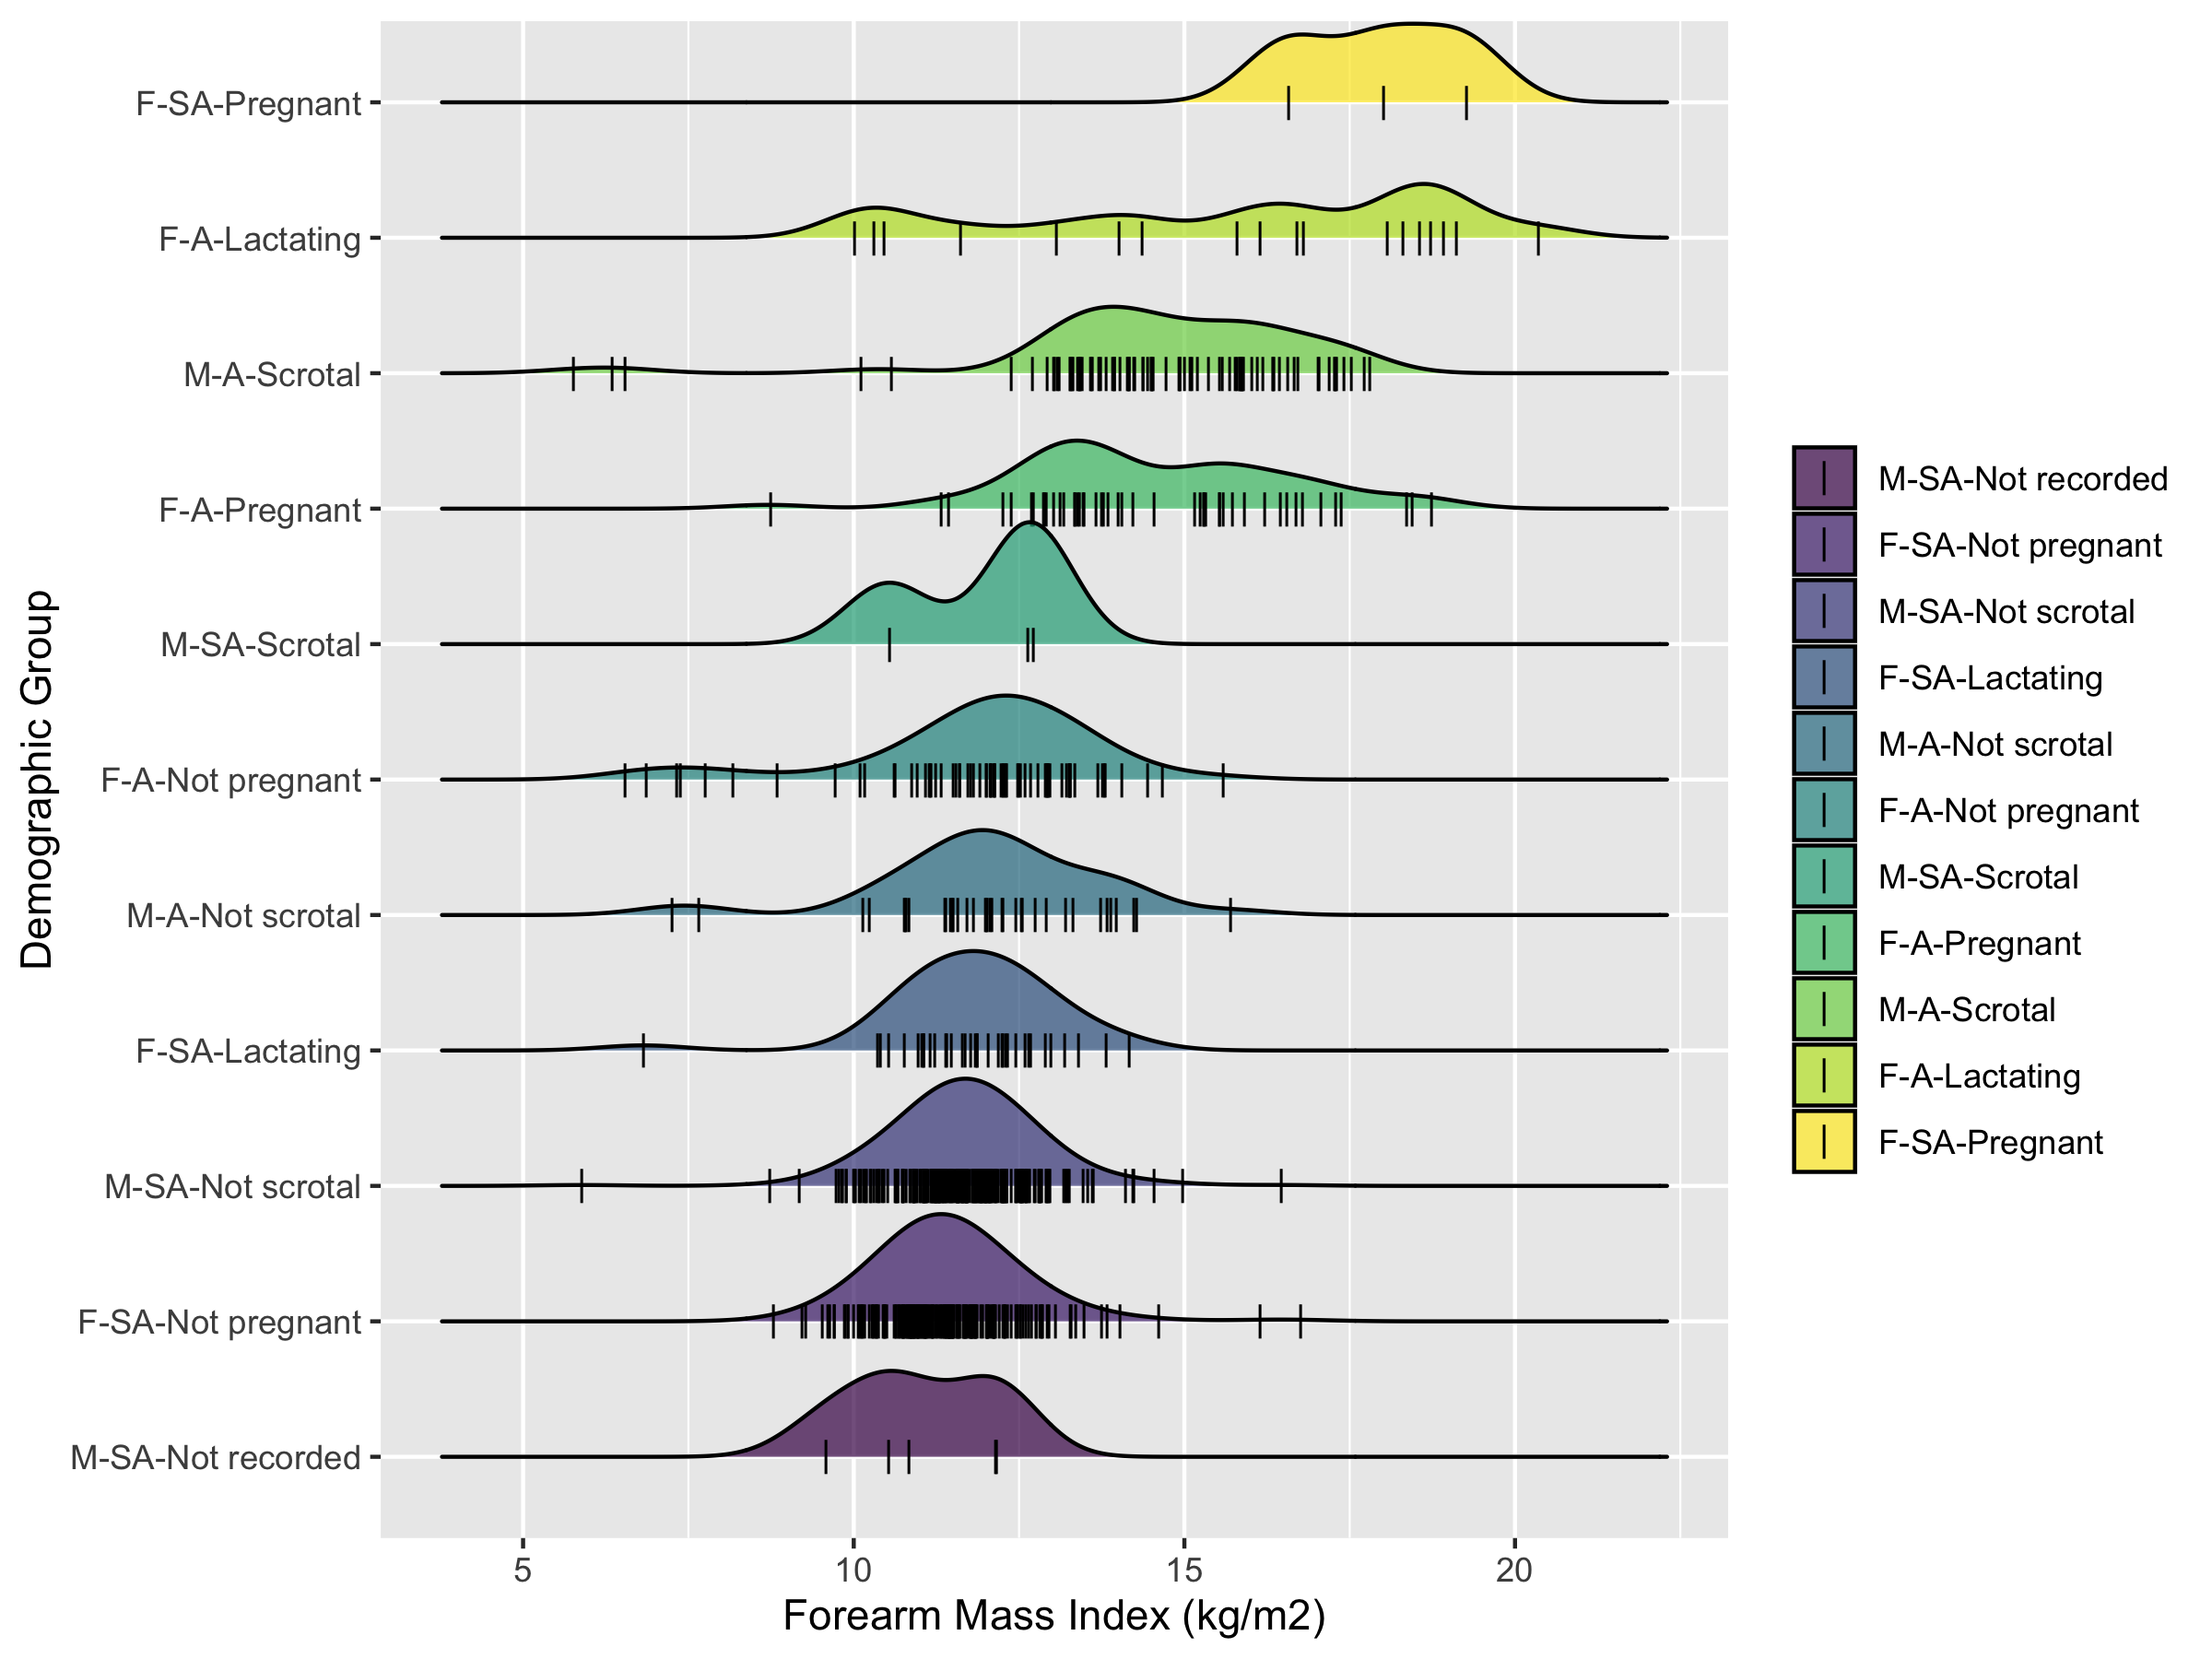 F-SA-Pregnant
F-A-Lactating
M-A-Scrotal
F-A-Pregnant
M-SA-Scrotal
F-A-Not pregnant
M-A-Not scrotal
F-SA-Lactating
M-SA-Not scrotal
F-SA-Not pregnant
M-SA-Not recorded
Demographic Group
5
10
15
20
Forearm Mass Index (kg/m2)
M-SA-Not recorded
F-SA-Not pregnant
M-SA-Not scrotal
F-SA-Lactating
M-A-Not scrotal
F-A-Not pregnant
M-SA-Scrotal
F-A-Pregnant
M-A-Scrotal
F-A-Lactating
F-SA-Pregnant